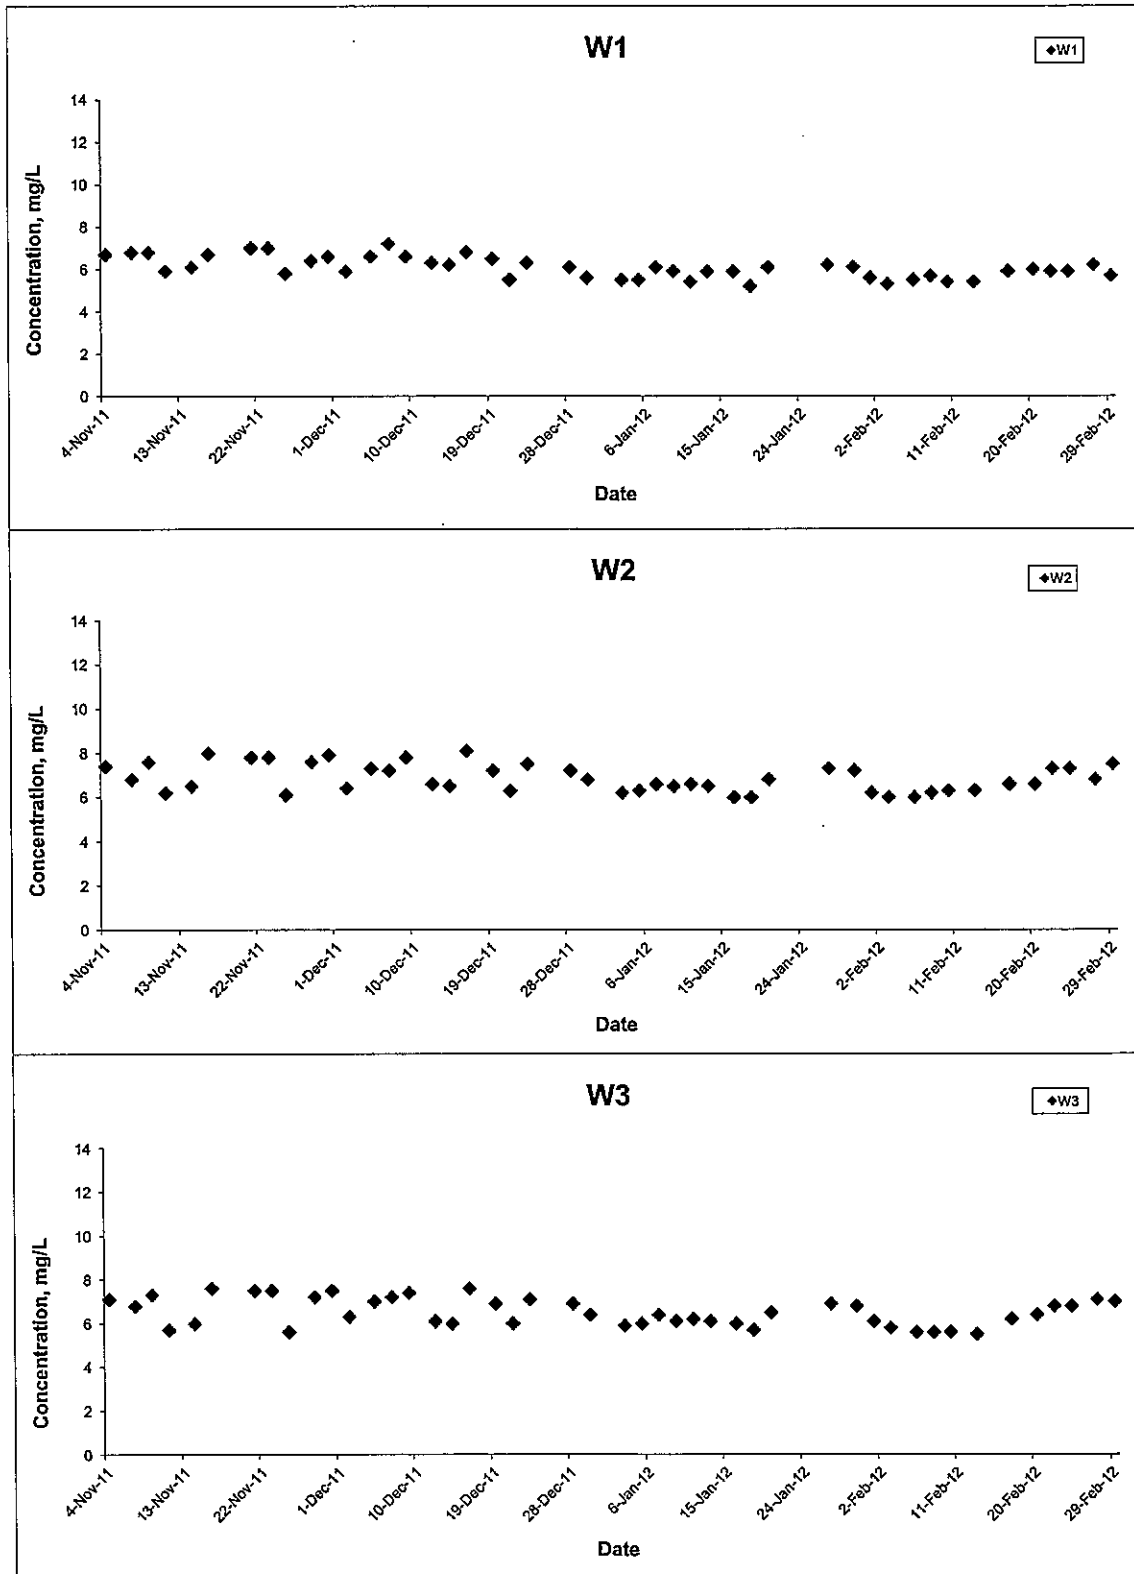 W1
◆W1
14
12
10
8
6
4
2
0
Concentration, mg/L
4-Nov-11
13-Nov-11
22-Nov-11
1-Dec-11
10-Dec-11
19-Dec-11
28-Dec-11
6-Jan-12
15-Jan-12
24-Jan-12
2-Feb-12
11-Feb-12
20-Feb-12
29-Feb-12
Date
W2
◆W2
14
12
10
8
6
4
2
0
Concentration, mg/L
4-Nov-11
13-Nov-11
22-Nov-11
1-Dec-11
10-Dec-11
19-Dec-11
28-Dec-11
6-Jan-12
15-Jan-12
24-Jan-12
2-Feb-12
11-Feb-12
20-Feb-12
29-Feb-12
Date
W3
◆W3
14
12
10
8
6
4
2
0
Concentration, mg/L
4-Nov-11
13-Nov-11
22-Nov-11
1-Dec-11
10-Dec-11
19-Dec-11
28-Dec-11
6-Jan-12
15-Jan-12
24-Jan-12
2-Feb-12
11-Feb-12
20-Feb-12
29-Feb-12
Date